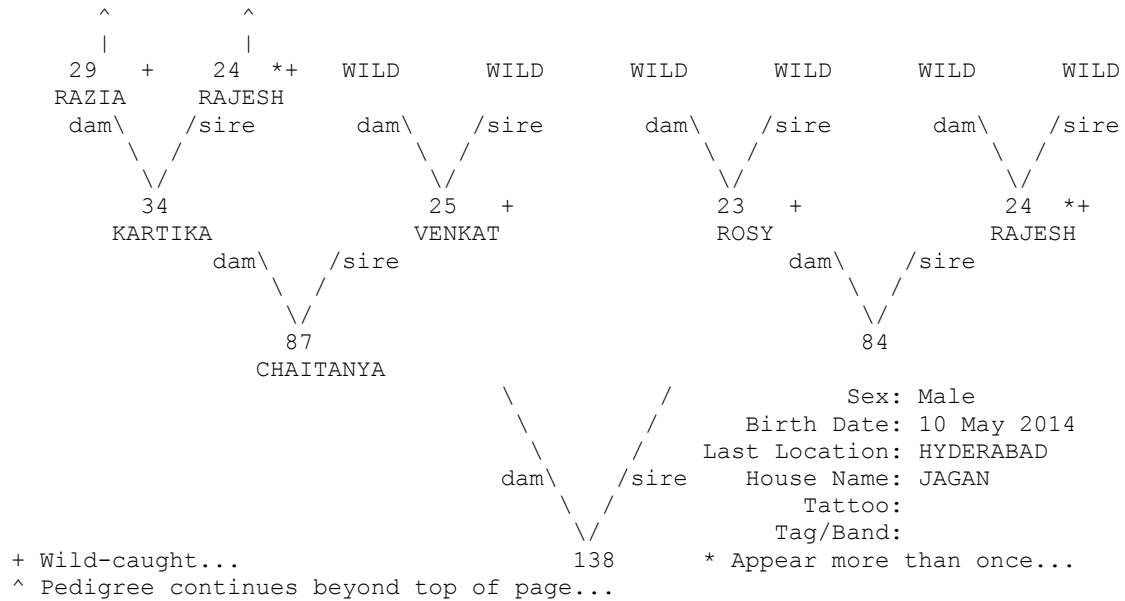 ^ ^
| |
29 + 24 *+ WILD WILD WILD WILD WILD WILD
RAZIA RAJESH
dam\ /sire dam\ /sire dam\ /sire dam\ /sire
\ / \ / \ / \ /
\/ \/ \/ \/
34 25 + 23 + 24 *+
KARTIKA VENKAT ROSY RAJESH
dam\ /sire dam\ /sire
\ / \ /
\/ \/
87 84
CHAITANYA
\ / Sex: Male
\ / Birth Date: 10 May 2014
\ / Last Location: HYDERABAD
dam\ /sire House Name: JAGAN
\ / Tattoo:
\/ Tag/Band:
+ Wild-caught... 138 * Appear more than once...
^ Pedigree continues beyond top of page...